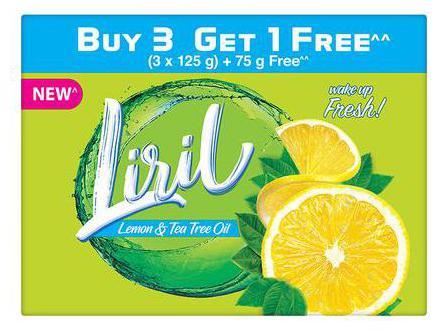 BUY 3 GET 1 FREE^^
(3 x 125 g) + 75 g Free^^
NEW^
wake up
Fresh!
Liril
Lemon & Tea Tree Oil